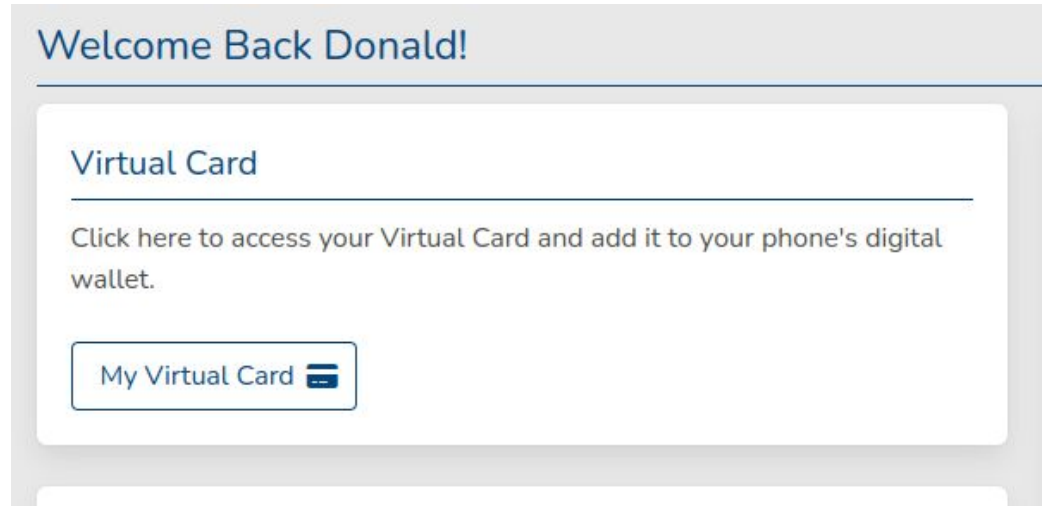 Welcome Back Donald!
Virtual Card
Click here to access your Virtual Card and add it to your phone's digital
wallet.
My Virtual Card